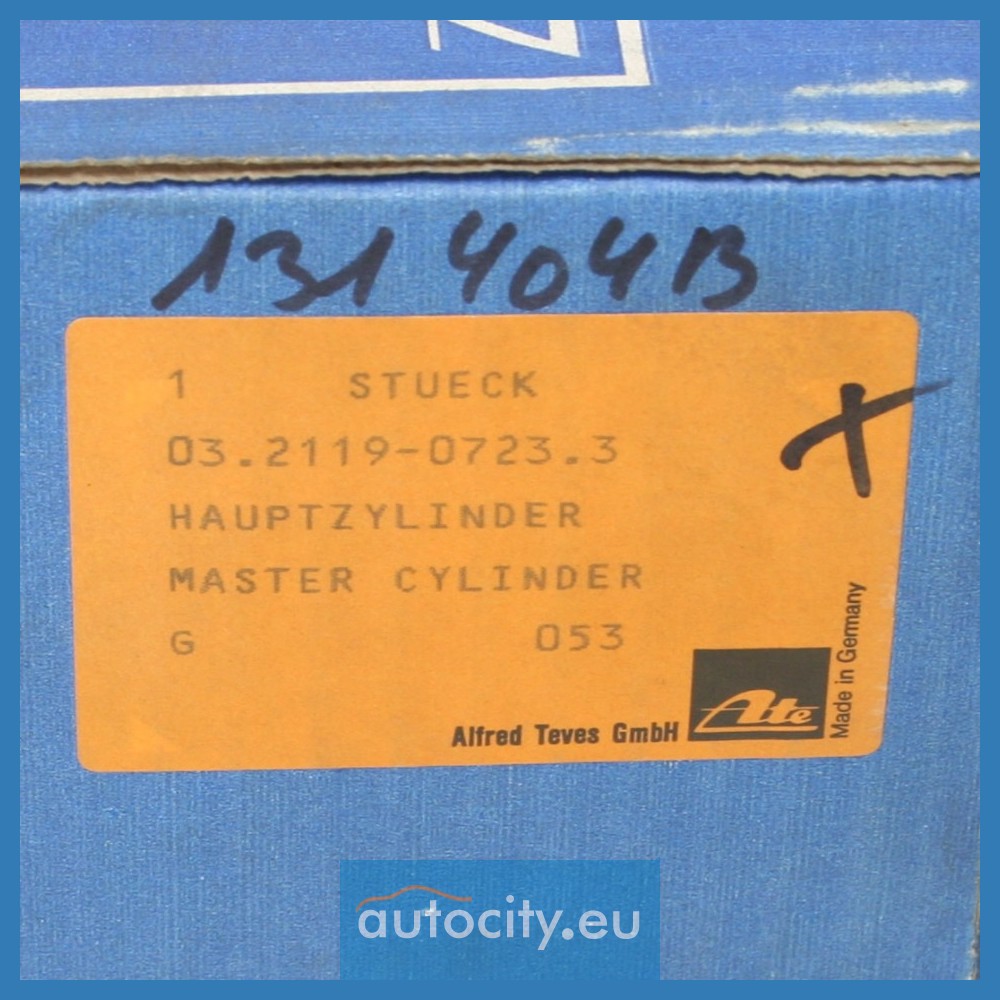 131 404B
1 STUECK
03.2119-0723.3
HAUPTZYLINDER
MASTER CYLINDER
G 053
Alfred Teves GmbH
Ate
Made in Germany
autocity.eu